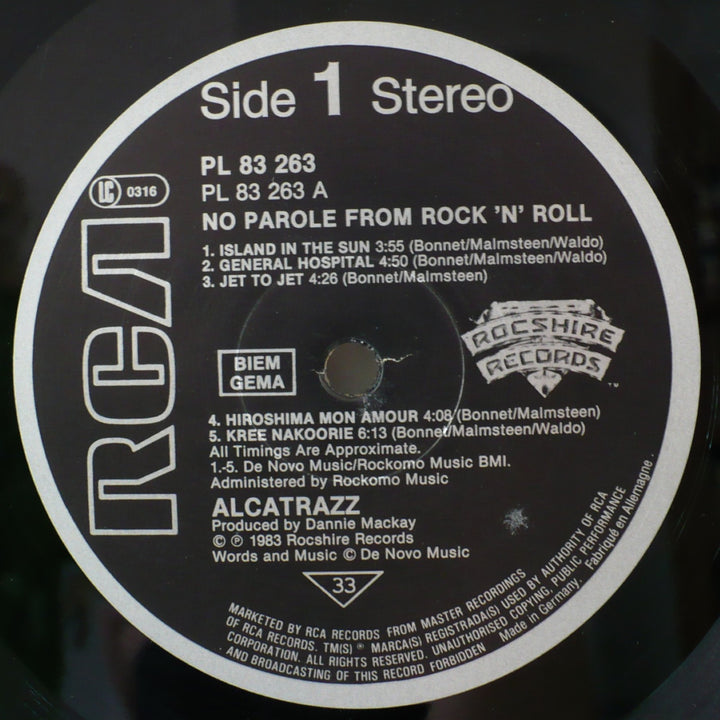 Side 1 Stereo
PL 83 263
PL 83 263 A
LC 0316
NO PAROLE FROM ROCK 'N' ROLL
1. ISLAND IN THE SUN 3:55 (Bonnet/Malmsteen/Waldo)
2. GENERAL HOSPITAL 4:50 (Bonnet/Malmsteen/Waldo)
3. JET TO JET 4:26 (Bonnet/Malmsteen)
RCA
ROCSHIRE
RECORDS
TM
BIEM
GEMA
4. HIROSHIMA MON AMOUR 4:08 (Bonnet/Malmsteen)
5. KREE NAKOORIE 6:13 (Bonnet/Malmsteen/Waldo)
All Timings Are Approximate.
1.-5. De Novo Music/Rockomo Music BMI.
Administered by Rockomo Music
ALCATRAZZ
Produced by Dannie Mackay
© ℗ 1983 Rocshire Records
Words and Music © De Novo Music
33
MARKETED BY RCA RECORDS FROM MASTER RECORDINGS
OF RCA RECORDS. TM(S) ® MARCA(S) REGISTRADA(S) USED BY AUTHORITY OF RCA
CORPORATION. ALL RIGHTS RESERVED. UNAUTHORISED COPYING, PUBLIC PERFORMANCE
AND BROADCASTING OF THIS RECORD FORBIDDEN Made in Germany. Fabriqué en Allemagne.